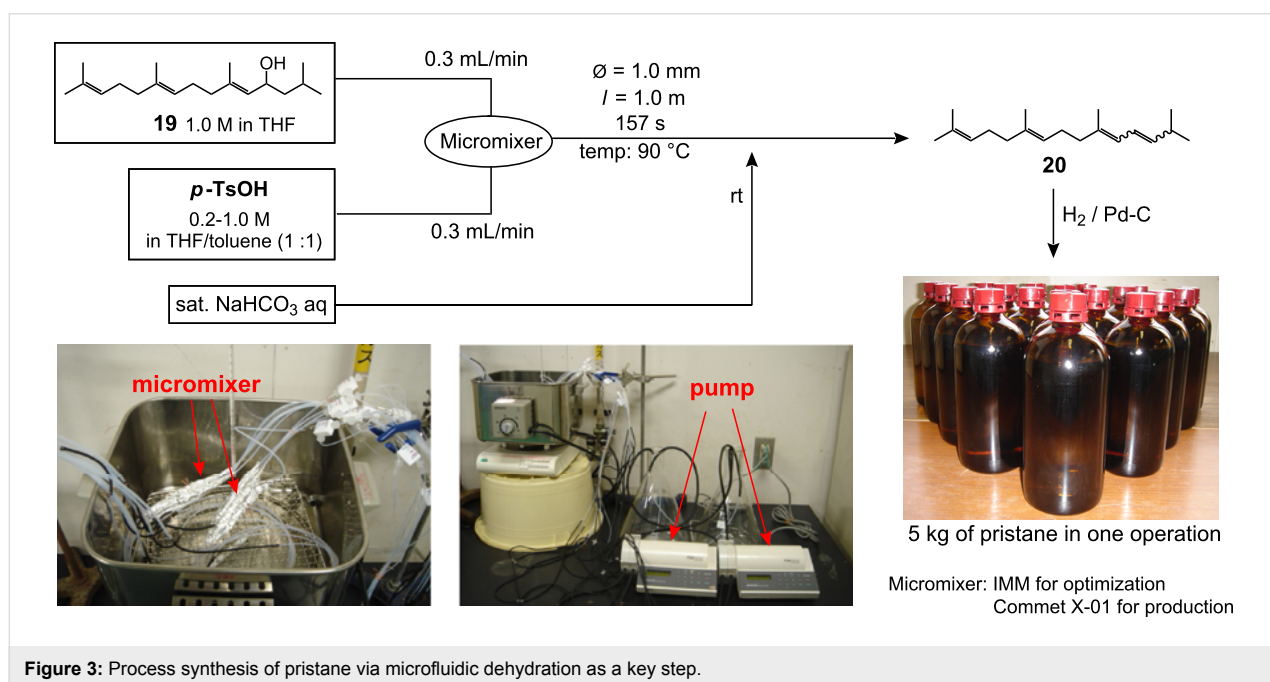 OH
19 1.0 M in THF
0.3 mL/min
Micromixer
Ø = 1.0 mm
l = 1.0 m
157 s
temp: 90 °C
20
p-TsOH
0.2-1.0 M
in THF/toluene (1 :1)
0.3 mL/min
rt
H2 / Pd-C
sat. NaHCO3 aq
micromixer
pump
5 kg of pristane in one operation
Micromixer: IMM for optimization
Commet X-01 for production
Figure 3: Process synthesis of pristane via microfluidic dehydration as a key step.